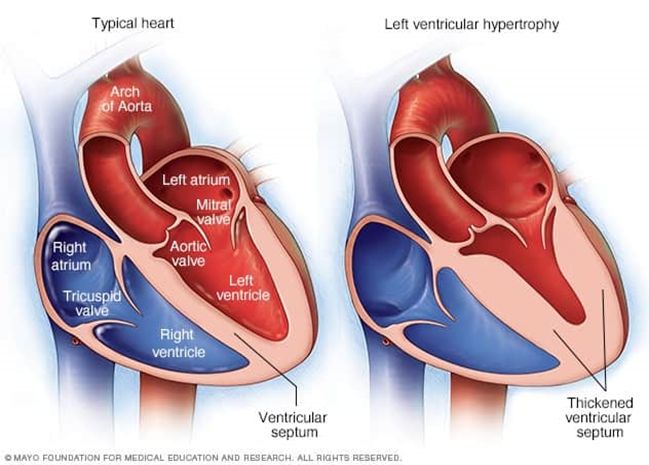 Typical heart
Left ventricular hypertrophy
Arch
of Aorta
Left atrium
Mitral
valve
Aortic
valve
Right
atrium
Left
ventricle
Tricuspid
valve
Right
ventricle
Ventricular
septum
Thickened
ventricular
septum
© MAYO FOUNDATION FOR MEDICAL EDUCATION AND RESEARCH. ALL RIGHTS RESERVED.